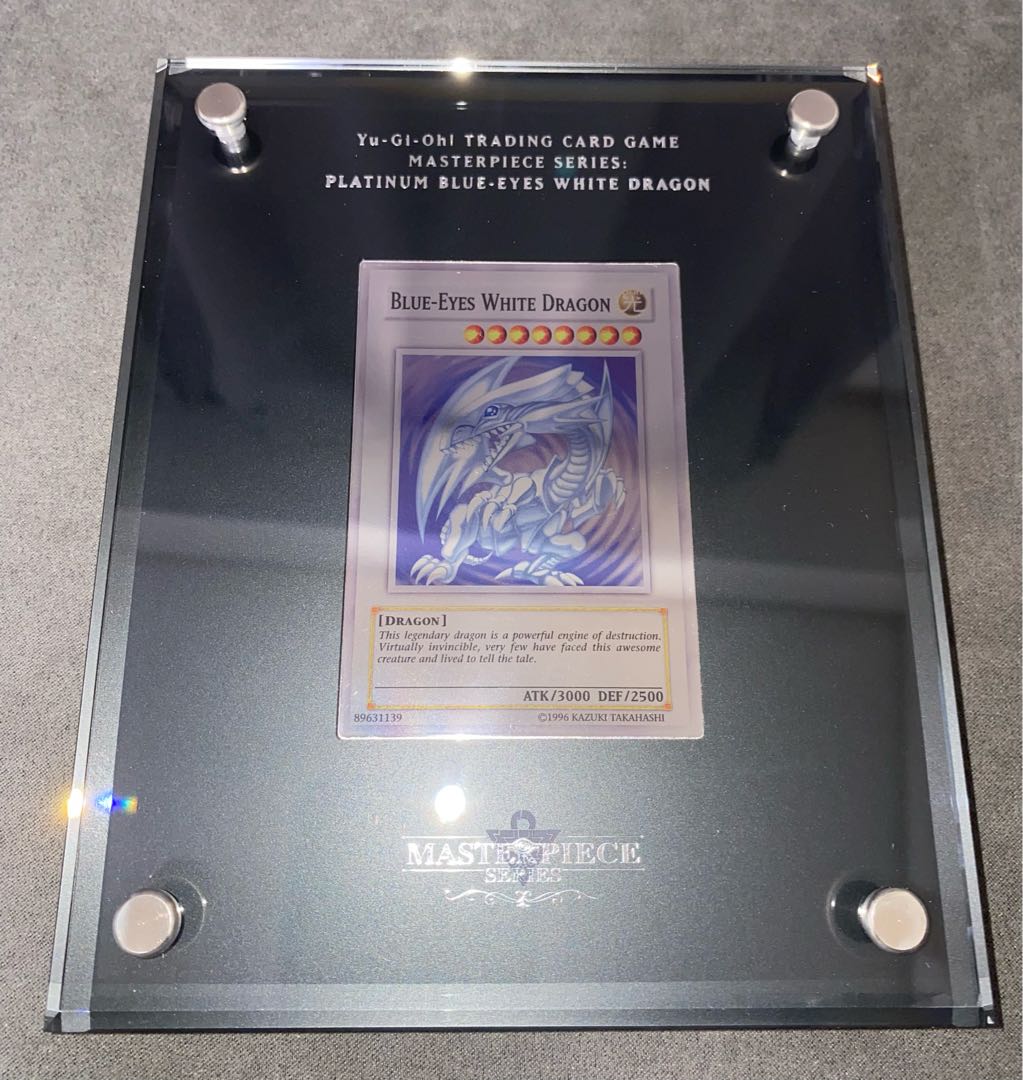 Yu-Gi-Oh! TRADING CARD GAME
MASTERPIECE SERIES:
PLATINUM BLUE-EYES WHITE DRAGON
BLUE-EYES WHITE DRAGON 光
[DRAGON]
This legendary dragon is a powerful engine of destruction.
Virtually invincible, very few have faced this awesome
creature and lived to tell the tale.
ATK/3000 DEF/2500
89631139 ©1996 KAZUKI TAKAHASHI
MASTERPIECE
SERIES